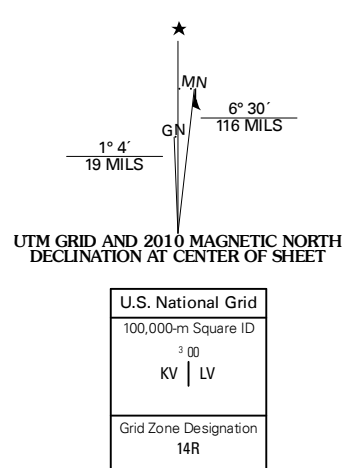 ★
MN
6° 30´
116 MILS
GN
1° 4´
19 MILS
UTM GRID AND 2010 MAGNETIC NORTH
DECLINATION AT CENTER OF SHEET
U.S. National Grid
100,000-m Square ID
3 00
KV | LV
Grid Zone Designation
14R